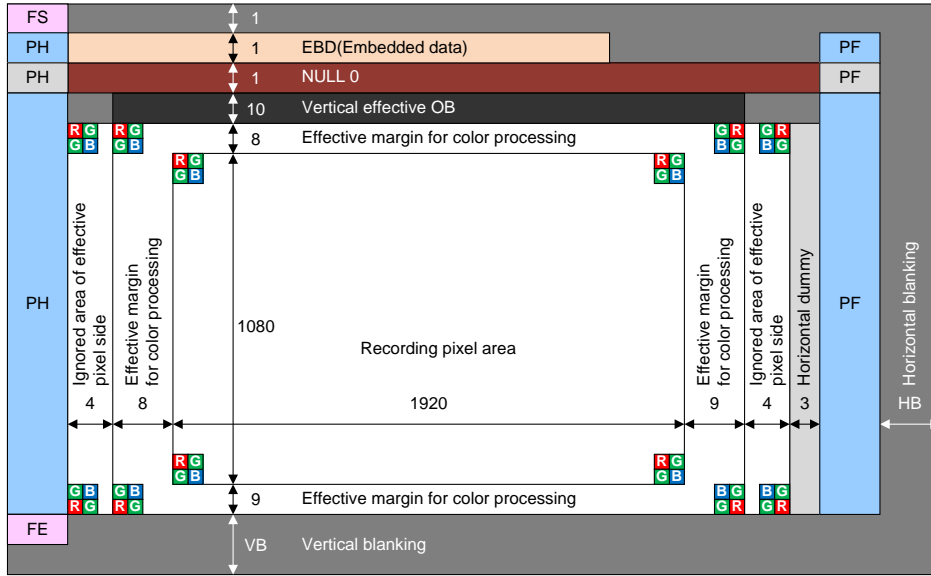 FS
1
PH
1
EBD(Embedded data)
PF
PH
1
NULL 0
PF
10
Vertical effective OB
R G R G
G B G B
8
Effective margin for color processing
G R G R
B G B G
R G
G B
R G
G B
PH
Ignored area of effective
pixel side
4
Effective margin
for color processing
8
1080
Recording pixel area
1920
Effective margin
for color processing
9
Ignored area of effective
pixel side
4
Horizontal dummy
3
PF
Horizontal blanking
HB
R G
G B
R G
G B
G B G B
R G R G
9
Effective margin for color processing
B G B G
G R G R
FE
VB
Vertical blanking